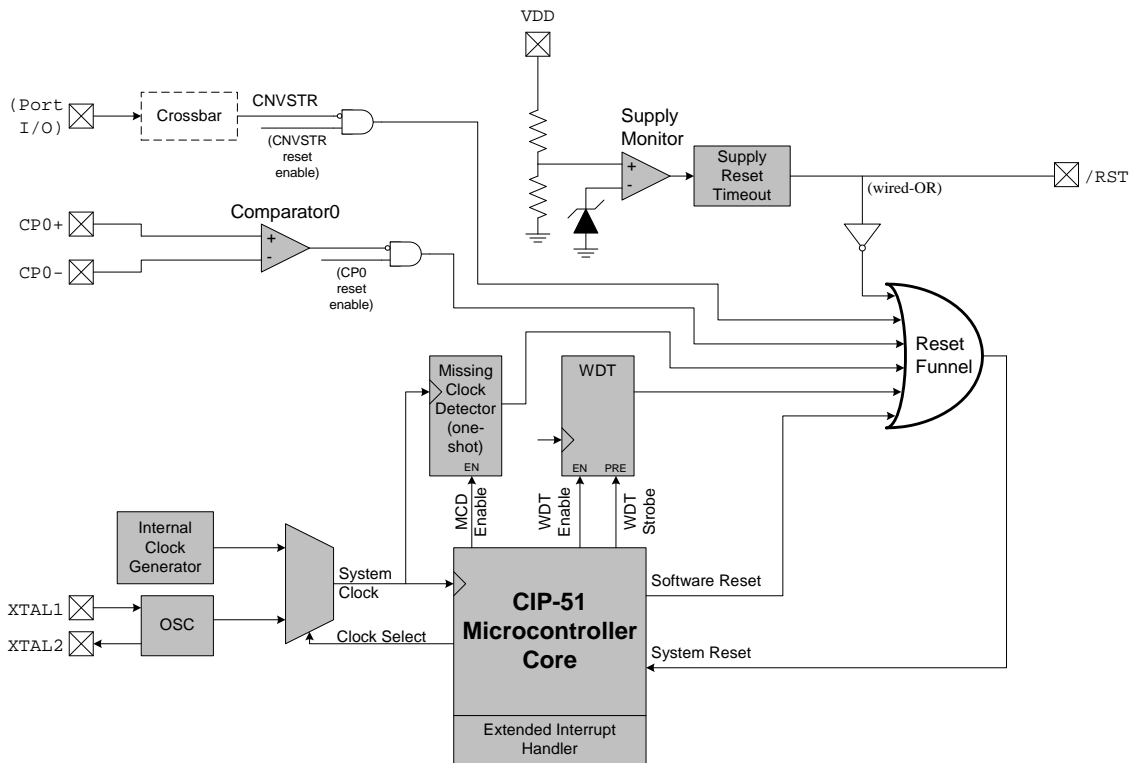 VDD
(Port
I/O)
Crossbar
CNVSTR
(CNVSTR
reset
enable)
Supply
Monitor
+
-
Supply
Reset
Timeout
(wired-OR)
/RST
Comparator0
CP0+
CP0-
+
-
(CP0
reset
enable)
Reset
Funnel
Missing
Clock
Detector
(one-
shot)
EN
WDT
EN
PRE
MCD
Enable
WDT
Enable
WDT
Strobe
Internal
Clock
Generator
System
Clock
XTAL1
XTAL2
OSC
Clock Select
CIP-51
Microcontroller
Core
Software Reset
System Reset
Extended Interrupt
Handler